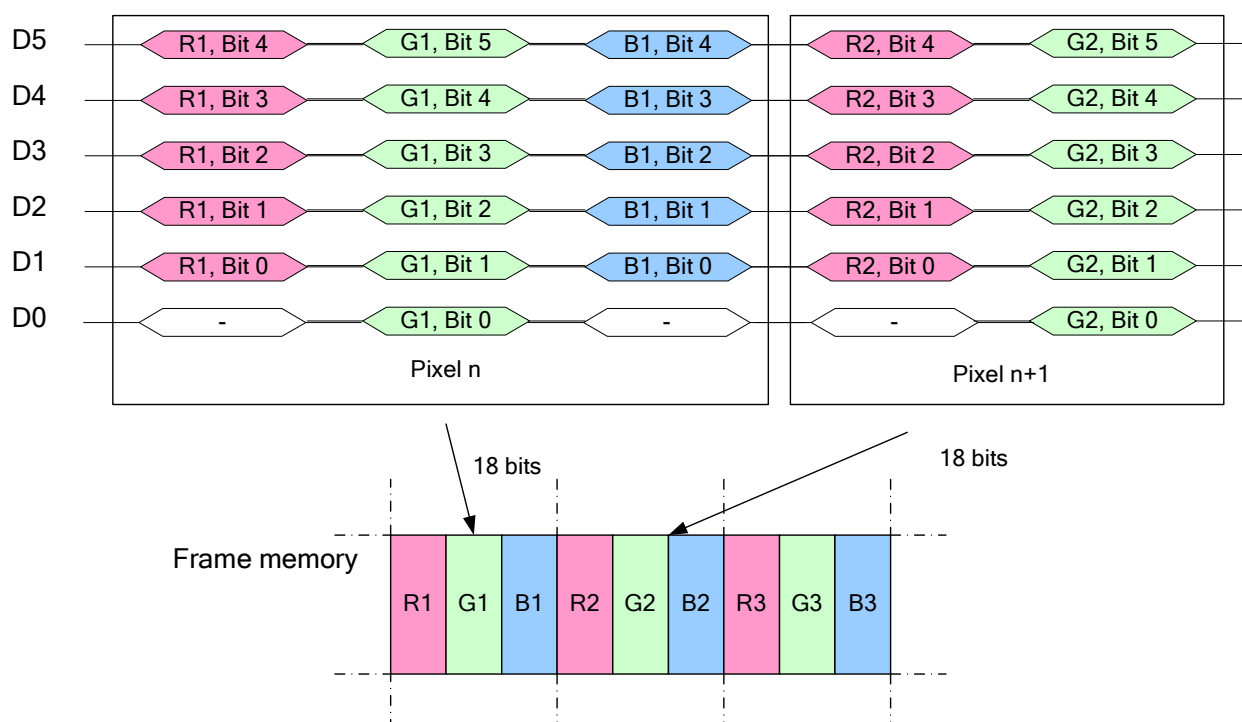 D5 R1, Bit 4 G1, Bit 5 B1, Bit 4 R2, Bit 4 G2, Bit 5
D4 R1, Bit 3 G1, Bit 4 B1, Bit 3 R2, Bit 3 G2, Bit 4
D3 R1, Bit 2 G1, Bit 3 B1, Bit 2 R2, Bit 2 G2, Bit 3
D2 R1, Bit 1 G1, Bit 2 B1, Bit 1 R2, Bit 1 G2, Bit 2
D1 R1, Bit 0 G1, Bit 1 B1, Bit 0 R2, Bit 0 G2, Bit 1
D0 - G1, Bit 0 - - G2, Bit 0
Pixel n Pixel n+1
18 bits 18 bits
Frame memory
R1 G1 B1 R2 G2 B2 R3 G3 B3